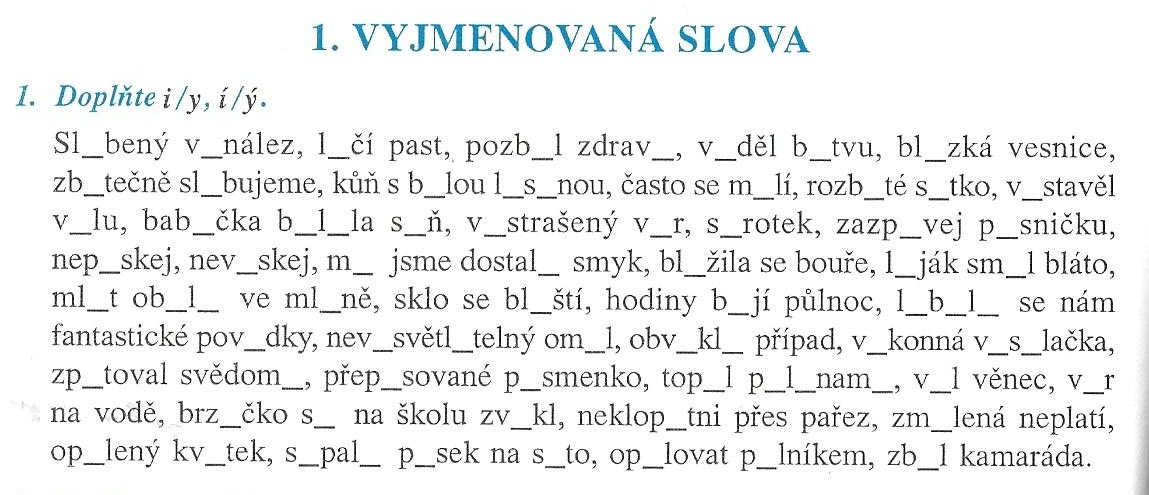 1. VYJMENOVANÁ SLOVA
1. Doplňte i/y, í/ý.
Sl_bený v_nález, l_čí past, pozb_l zdrav_, v_děl b_tvu, bl_zká vesnice,
zb_tečně sl_bujeme, kůň s b_lou l_s_nou, často se m_lí, rozb_té s_tko, v_stavěl
v_lu, bab_čka b_l_la s_ň, v_strašený v_r, s_rotek, zazp_vej p_sničku,
nep_skej, nev_skej, m_ jsme dostal_ smyk, bl_žila se bouře, l_ják sm_l bláto,
ml_t ob_l_ ve ml_ně, sklo se bl_ští, hodiny b_jí půlnoc, l_b_l_ se nám
fantastické pov_dky, nev_světl_telný om_l, obv_kl_ případ, v_konná v_s_lačka,
zp_toval svědom_, přep_sované p_smenko, top_l p_l_nam_, v_l věnec, v_r
na vodě, brz_čko s_ na školu zv_kl, neklop_tni přes pařez, zm_lená neplatí,
op_lený kv_tek, s_pal_ p_sek na s_to, op_lovat p_lníkem, zb_l kamaráda.